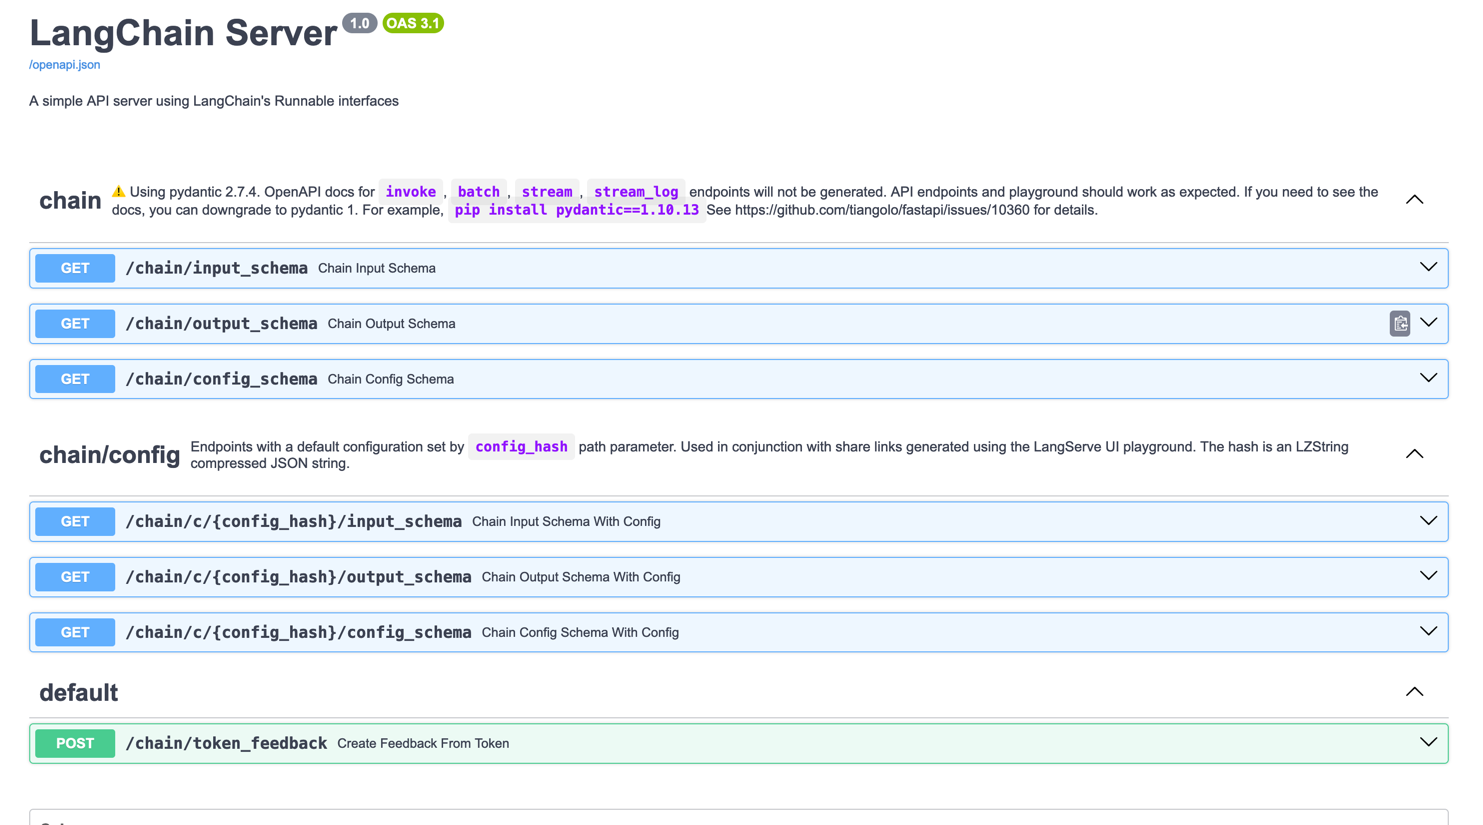 LangChain Server 1.0 OAS 3.1
/openapi.json
A simple API server using LangChain's Runnable interfaces
chain ⚠️ Using pydantic 2.7.4. OpenAPI docs for invoke, batch, stream, stream_log endpoints will not be generated. API endpoints and playground should work as expected. If you need to see the
docs, you can downgrade to pydantic 1. For example, pip install pydantic==1.10.13 See https://github.com/tiangolo/fastapi/issues/10360 for details.
GET /chain/input_schema Chain Input Schema
GET /chain/output_schema Chain Output Schema
GET /chain/config_schema Chain Config Schema
chain/config Endpoints with a default configuration set by config_hash path parameter. Used in conjunction with share links generated using the LangServe UI playground. The hash is an LZString
compressed JSON string.
GET /chain/c/{config_hash}/input_schema Chain Input Schema With Config
GET /chain/c/{config_hash}/output_schema Chain Output Schema With Config
GET /chain/c/{config_hash}/config_schema Chain Config Schema With Config
default
POST /chain/token_feedback Create Feedback From Token